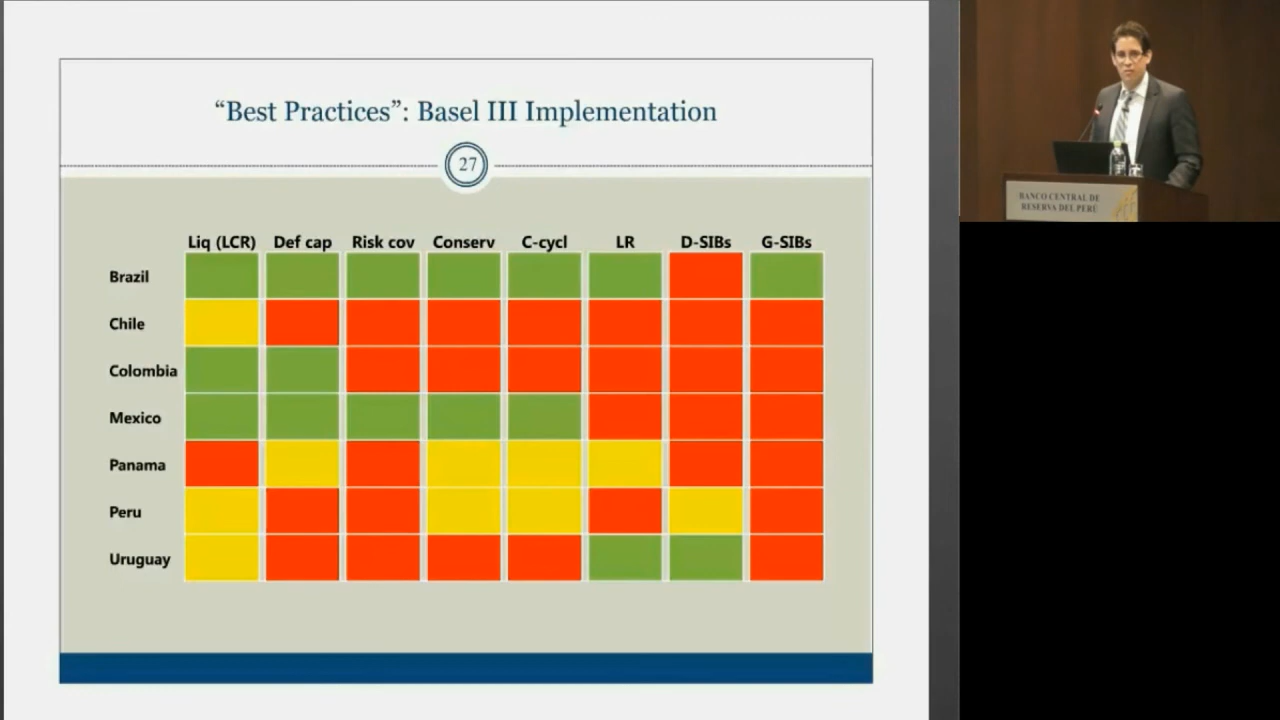 “Best Practices”: Basel III Implementation
27
Liq (LCR) Def cap Risk cov Conserv C-cycl LR D-SIBs G-SIBs
Brazil
Chile
Colombia
Mexico
Panama
Peru
Uruguay
BANCO CENTRAL DE
RESERVA DEL PERÚ